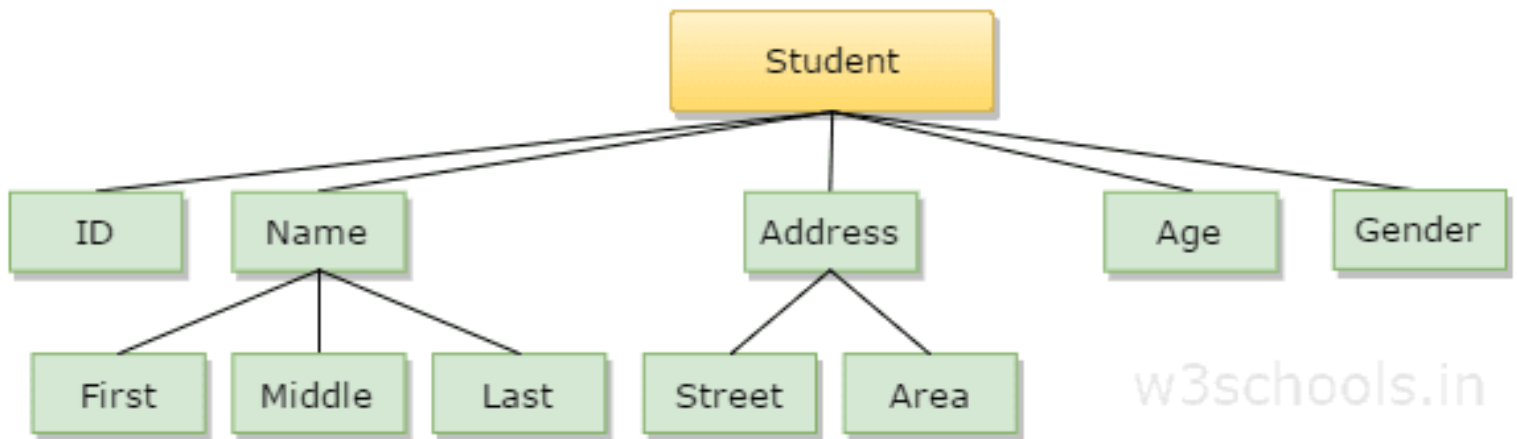 Student
ID Name Address Age Gender
First Middle Last Street Area
w3schools.in